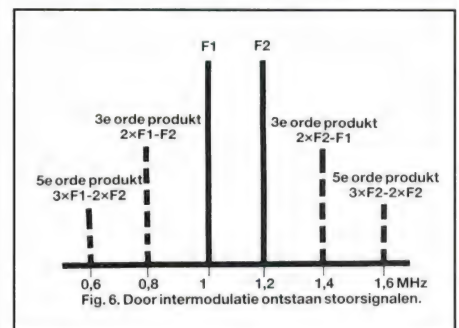 F1 F2
3e orde produkt
2×F1-F2
3e orde produkt
2×F2-F1
5e orde produkt
3×F1-2×F2
5e orde produkt
3×F2-2×F2
0,6 0,8 1 1,2 1,4 1,6 MHz
Fig. 6. Door intermodulatie ontstaan stoorsignalen.